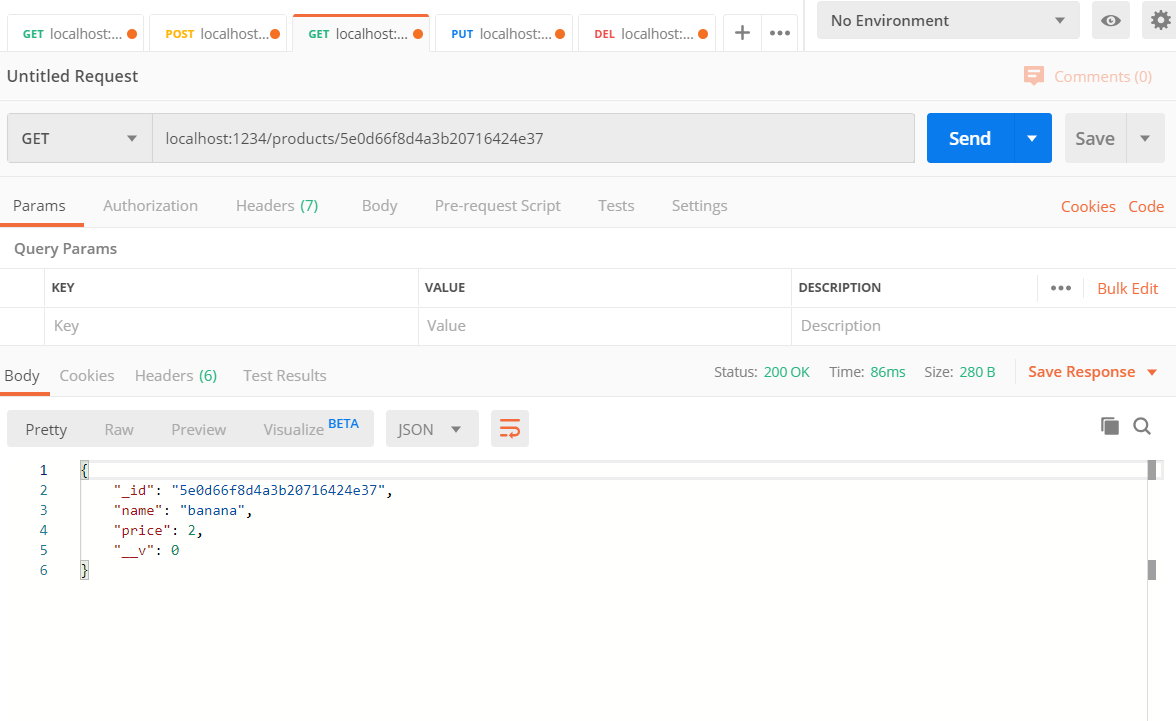 GET localhost:... POST localhost... GET localhost:... PUT localhost:... DEL localhost:... No Environment
Untitled Request Comments (0)
GET localhost:1234/products/5e0d66f8d4a3b20716424e37 Send Save
Params Authorization Headers (7) Body Pre-request Script Tests Settings Cookies Code
Query Params
KEY VALUE DESCRIPTION Bulk Edit
Key Value Description
Body Cookies Headers (6) Test Results Status: 200 OK Time: 86ms Size: 280 B Save Response
Pretty Raw Preview Visualize BETA JSON
1 {
2 "_id": "5e0d66f8d4a3b20716424e37",
3 "name": "banana",
4 "price": 2,
5 "__v": 0
6 }